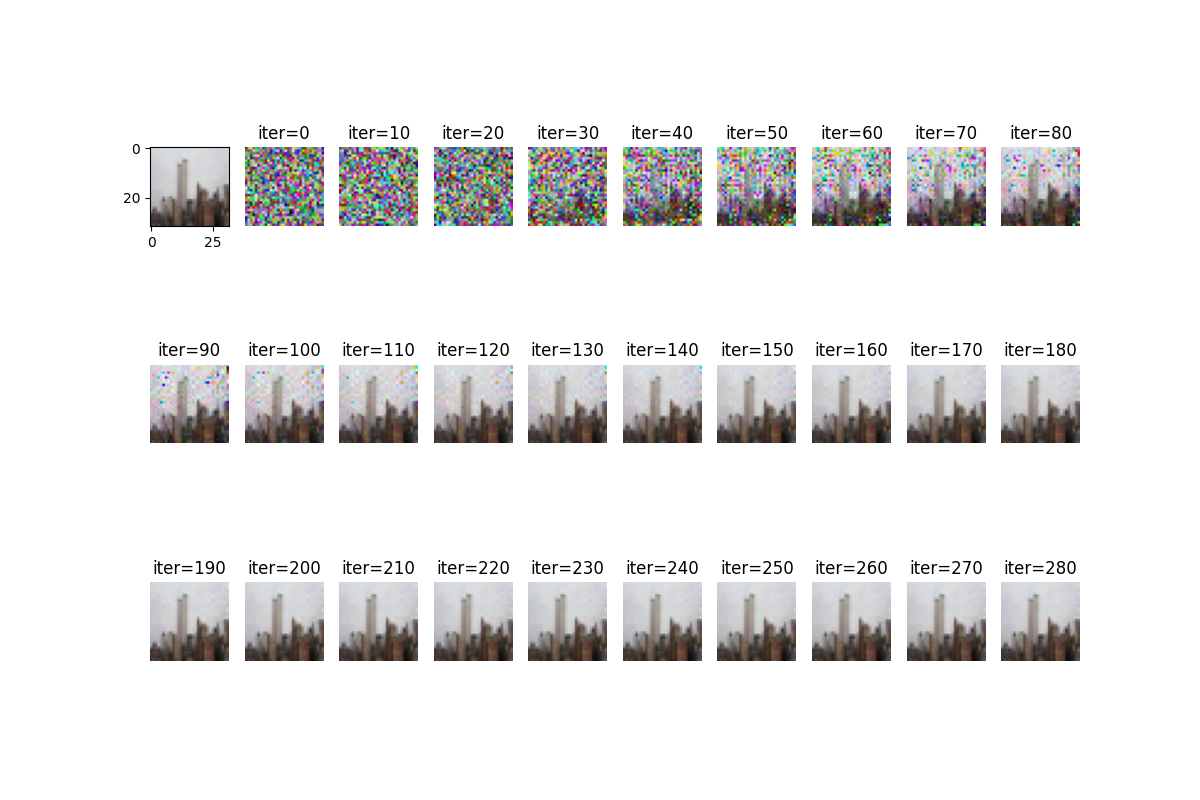 iter=0 iter=10 iter=20 iter=30 iter=40 iter=50 iter=60 iter=70 iter=80
0
20
0 25
iter=90 iter=100 iter=110 iter=120 iter=130 iter=140 iter=150 iter=160 iter=170 iter=180
iter=190 iter=200 iter=210 iter=220 iter=230 iter=240 iter=250 iter=260 iter=270 iter=280